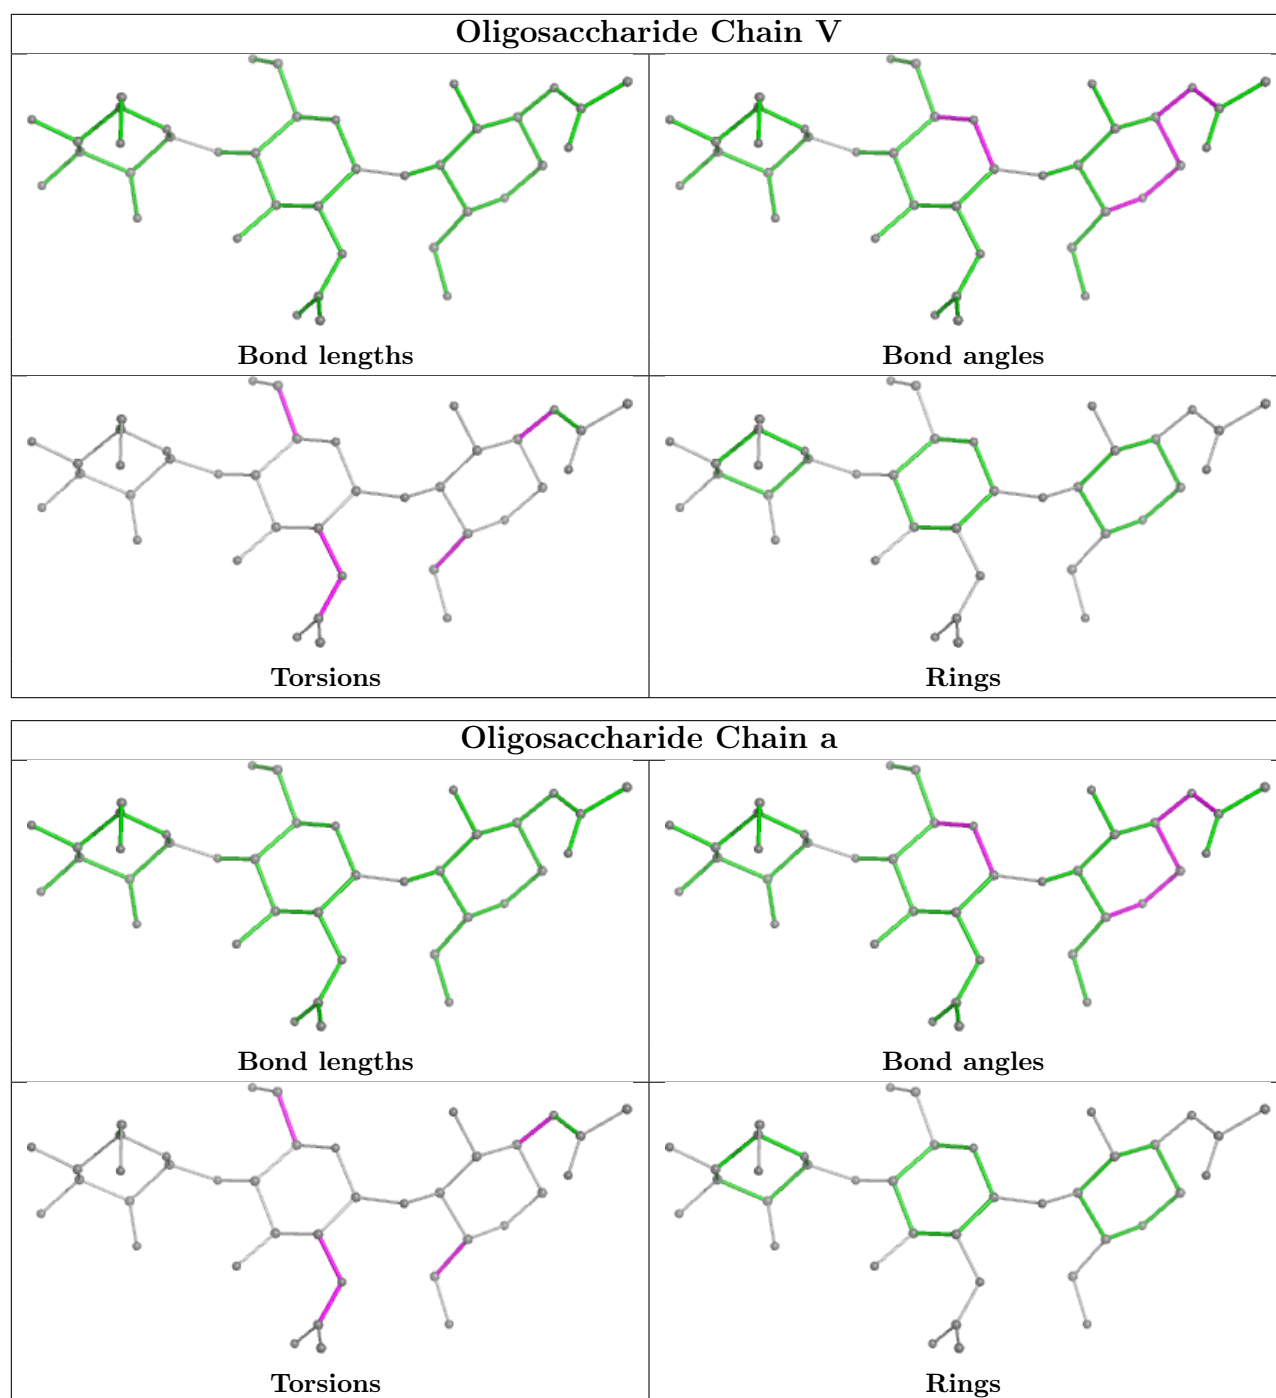 Oligosaccharide Chain V
Bond lengths
Bond angles
Torsions
Rings
Oligosaccharide Chain a
Bond lengths
Bond angles
Torsions
Rings